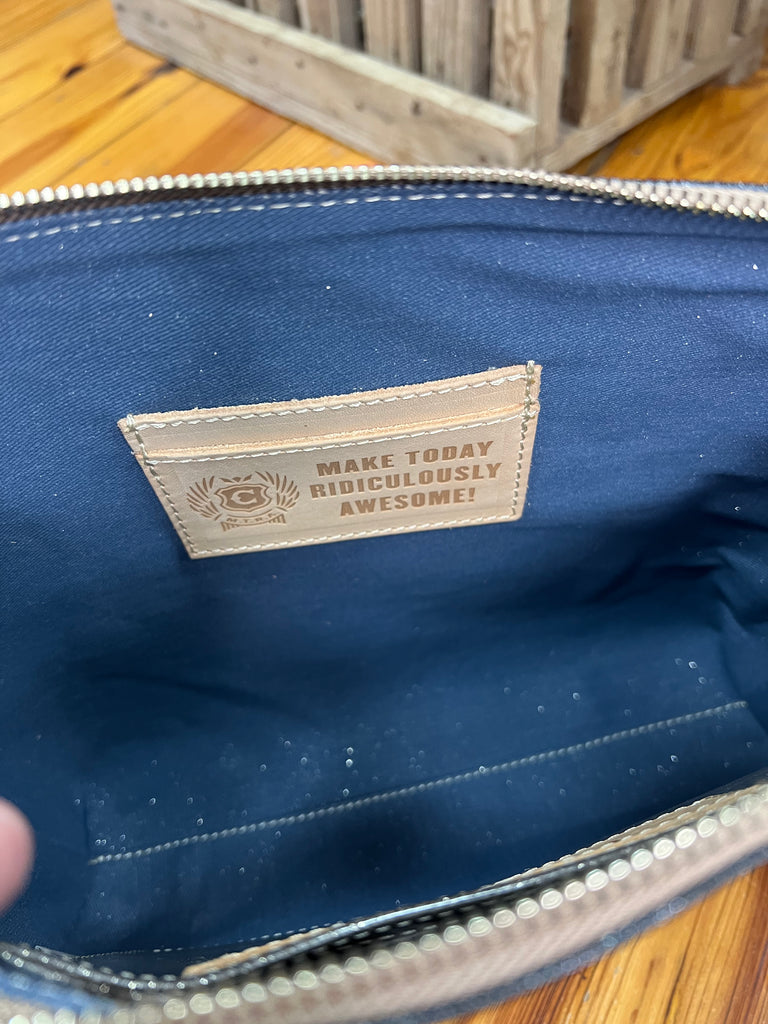 MAKE TODAY
RIDICULOUSLY
AWESOME!
C
M.T.R.A.